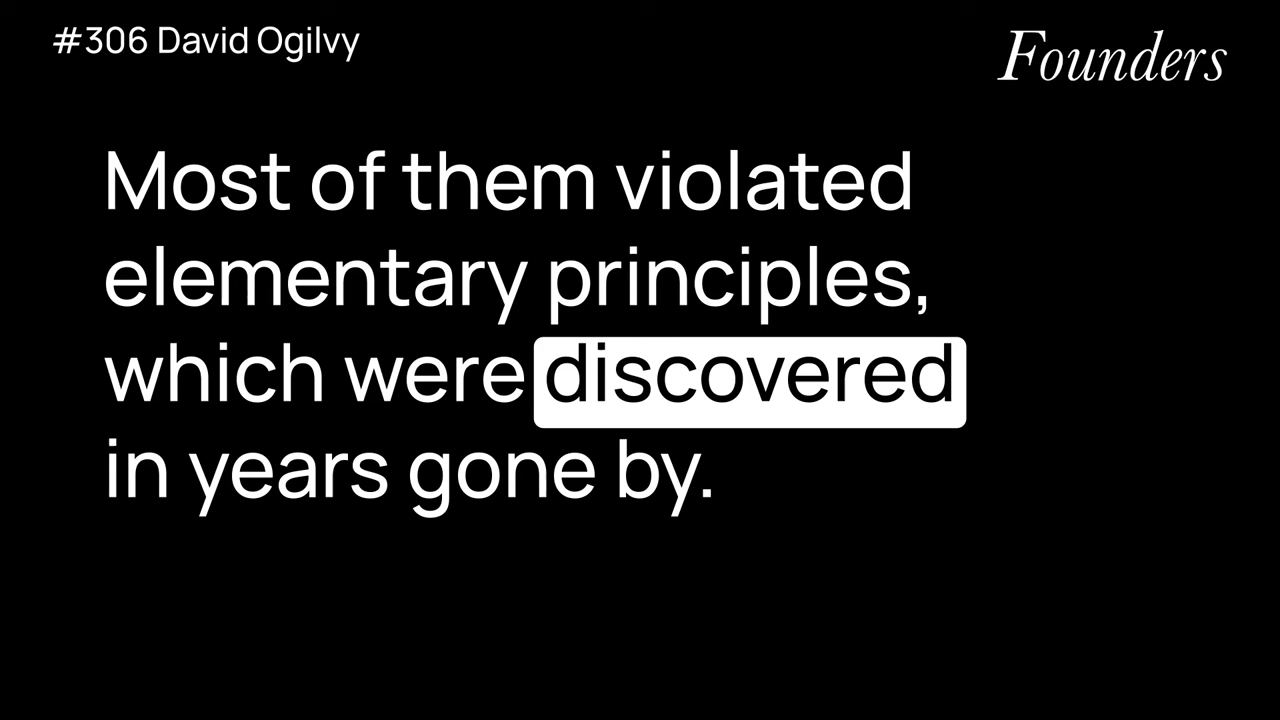 #306 David Ogilvy
Founders
Most of them violated
elementary principles,
which were discovered
in years gone by.